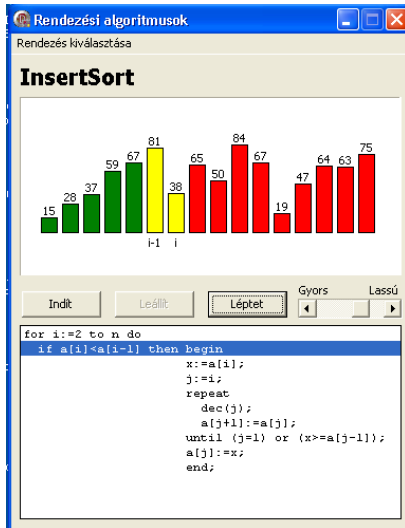 Rendezési algoritmusok
Rendezés kiválasztása
InsertSort
15 28 37 59 67 81 38 65 50 84 67 19 47 64 63 75
i-1 i
Indít Leállít Léptet Gyors Lassú
for i:=2 to n do
if a[i]<a[i-1] then begin
x:=a[i];
j:=i;
repeat
dec(j);
a[j+1]:=a[j];
until (j=1) or (x>=a[j-1]);
a[j]:=x;
end;